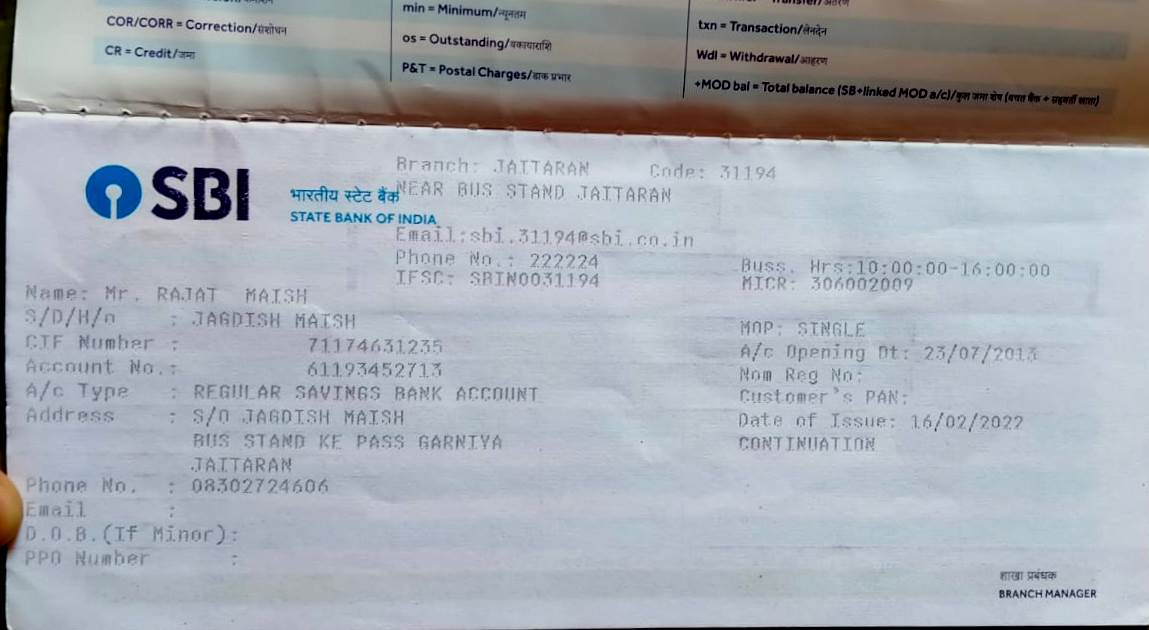 COR/CORR = Correction/संशोधन
CR = Credit/जमा
min = Minimum/न्यूनतम
os = Outstanding/बकायाराशि
P&T = Postal Charges/डाक प्रभार
txn = Transaction/लेनदेन
Wdl = Withdrawal/आहरण
+MOD bal = Total balance (SB+linked MOD a/c)/कुल जमा शेष (बचत बैंक + सहवर्ती खाता)
SBI
भारतीय स्टेट बैंक
STATE BANK OF INDIA
Branch: JAITARAN Code: 31194
NEAR BUS STAND JAITARAN
Email:sbi.31194@sbi.co.in
Phone No.: 222224
IFSC: SBIN0031194
Buss. Hrs:10:00:00-16:00:00
MICR: 306002009
Name: Mr. RAJAT MAISH
S/D/H/o : JAGDISH MAISH
CIF Number : 71174631235
Account No.: 61193452713
A/c Type : REGULAR SAVINGS BANK ACCOUNT
Address : S/O JAGDISH MAISH
BUS STAND KE PASS GARNIYA
JAITARAN
Phone No. : 08302724606
Email :
D.O.B.(If Minor):
PPO Number :
MOP: SINGLE
A/c Opening Dt: 23/07/2013
Nom Reg No:
Customer's PAN:
Date of Issue: 16/02/2022
CONTINUATION
शाखा प्रबंधक
BRANCH MANAGER